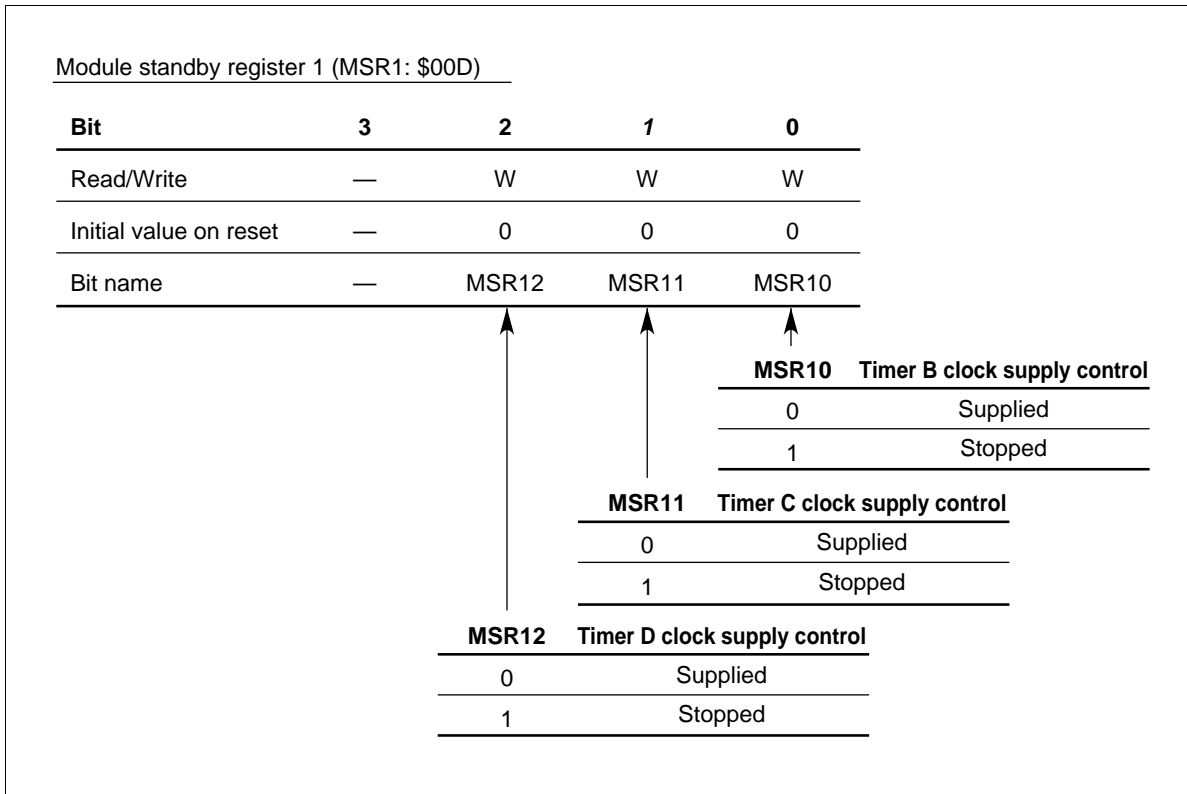 Module standby register 1 (MSR1: $00D)
Bit 3 2 1 0
Read/Write — W W W
Initial value on reset — 0 0 0
Bit name — MSR12 MSR11 MSR10
MSR10 Timer B clock supply control
0 Supplied
1 Stopped
MSR11 Timer C clock supply control
0 Supplied
1 Stopped
MSR12 Timer D clock supply control
0 Supplied
1 Stopped